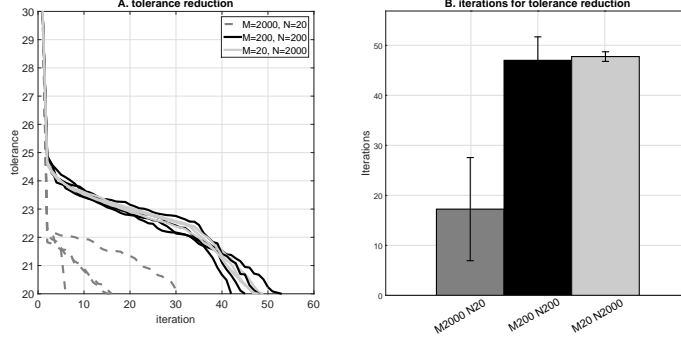 A. tolerance reduction
30
29
28
27
26
25
24
23
22
21
20
tolerance
M=2000, N=20
M=200, N=200
M=20, N=2000
0
10
20
30
40
50
60
iteration
B. iterations for tolerance reduction
50
40
30
20
10
0
Iterations
M2000 N20
M200 N200
M20 N2000